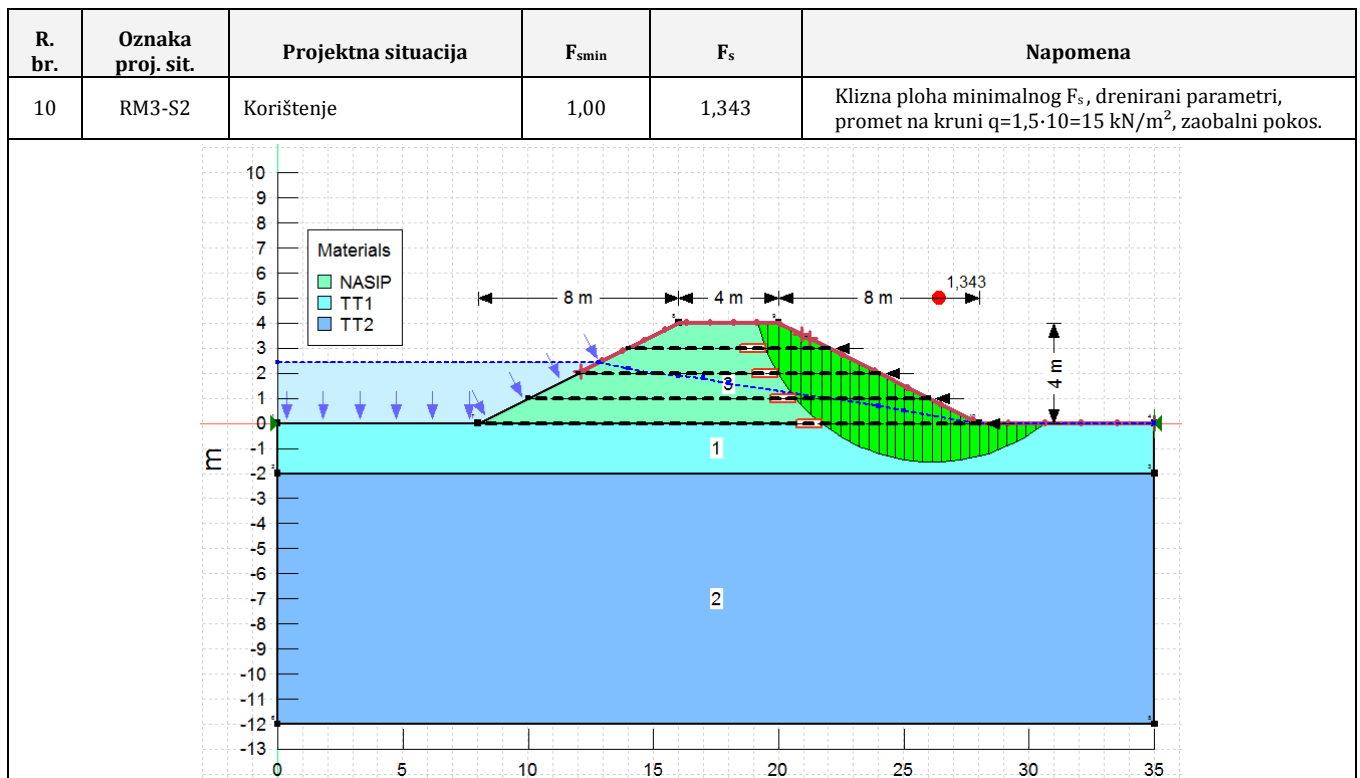 R. br. Oznaka proj. sit. Projektna situacija Fsmin Fs Napomena
10 RM3-S2 Korištenje 1,00 1,343 Klizna ploha minimalnog Fs, drenirani parametri,
promet na kruni q=1,5·10=15 kN/m², zaobalni pokos.
10
9
8
7
6
5
4
3
2
1
0
-1
-2
-3
-4
-5
-6
-7
-8
-9
-10
-11
-12
-13
m
Materials
NASIP
TT1
TT2
8 m
4 m
8 m
1,343
4 m
3
1
2
0 5 10 15 20 25 30 35